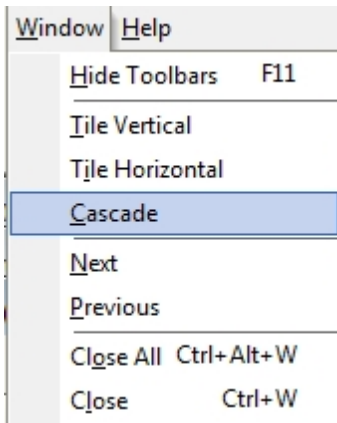 Window Help
Hide Toolbars F11
Tile Vertical
Tile Horizontal
Cascade
Next
Previous
Close All Ctrl+Alt+W
Close Ctrl+W